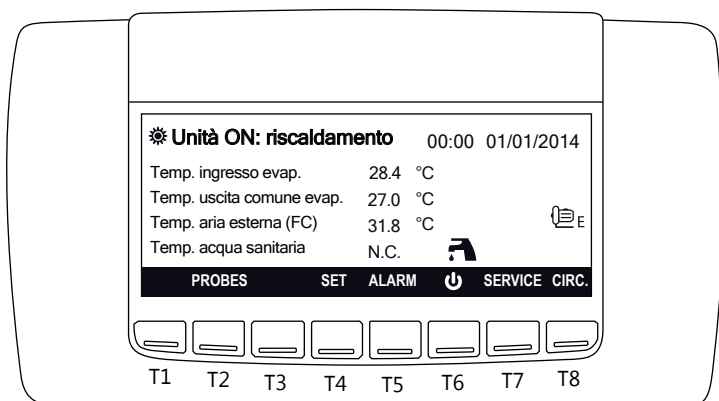 Unità ON: riscaldamento 00:00 01/01/2014
Temp. ingresso evap. 28.4 °C
Temp. uscita comune evap. 27.0 °C
Temp. aria esterna (FC) 31.8 °C
E
Temp. acqua sanitaria N.C.
PROBES SET ALARM SERVICE CIRC.
T1 T2 T3 T4 T5 T6 T7 T8